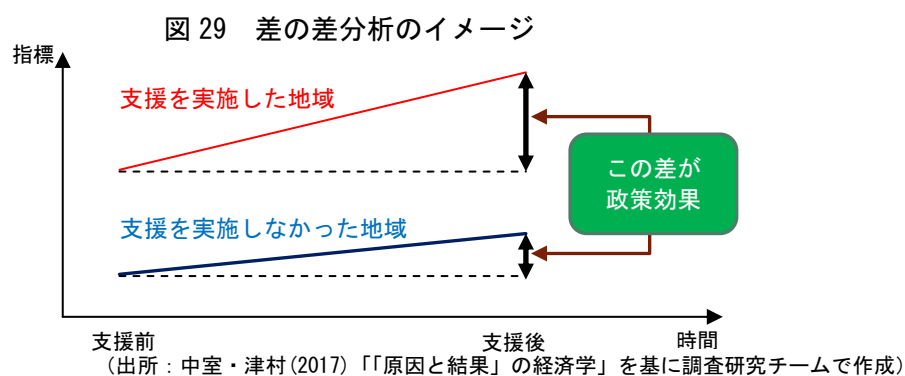 図 29 差の差分析のイメージ
指標
支援を実施した地域
この差が
政策効果
支援を実施しなかった地域
支援前
支援後
時間
（出所：中室・津村(2017)「「原因と結果」の経済学」を基に調査研究チームで作成）